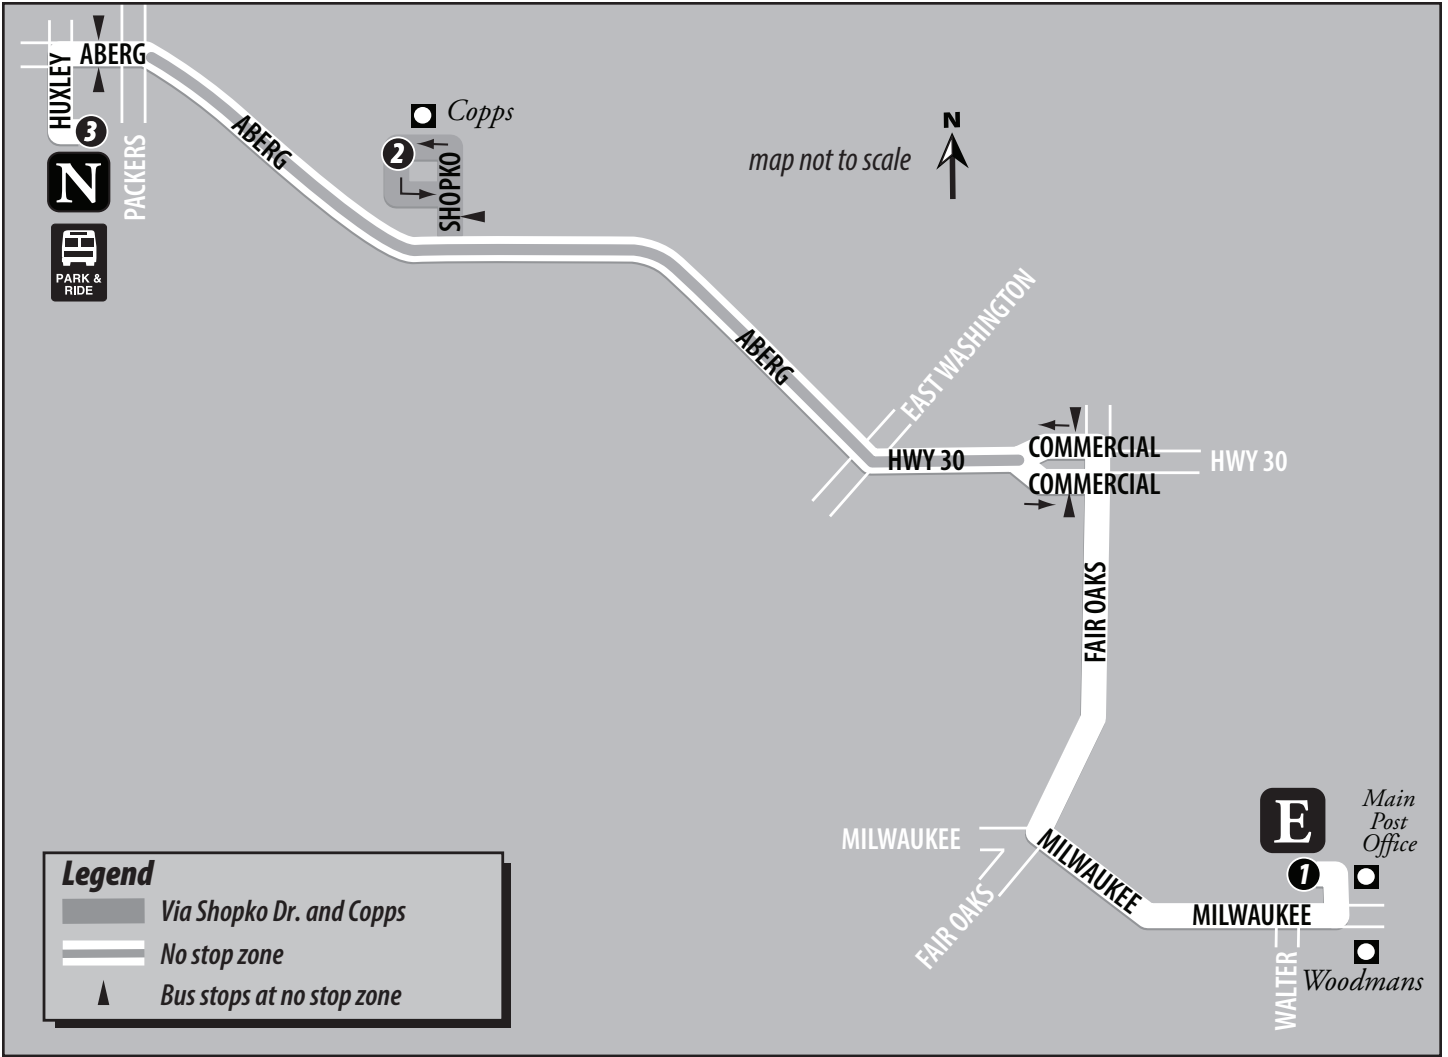 ABERG
HUXLEY
3
N
PARK &
RIDE
PACKERS
ABERG
Copps
2
SHOPKO
map not to scale
N
ABERG
EAST WASHINGTON
HWY 30
COMMERCIAL
COMMERCIAL
HWY 30
FAIR OAKS
MILWAUKEE
FAIR OAKS
MILWAUKEE
E
1
Main
Post
Office
MILWAUKEE
WALTER
Woodmans
Legend
Via Shopko Dr. and Copps
No stop zone
Bus stops at no stop zone